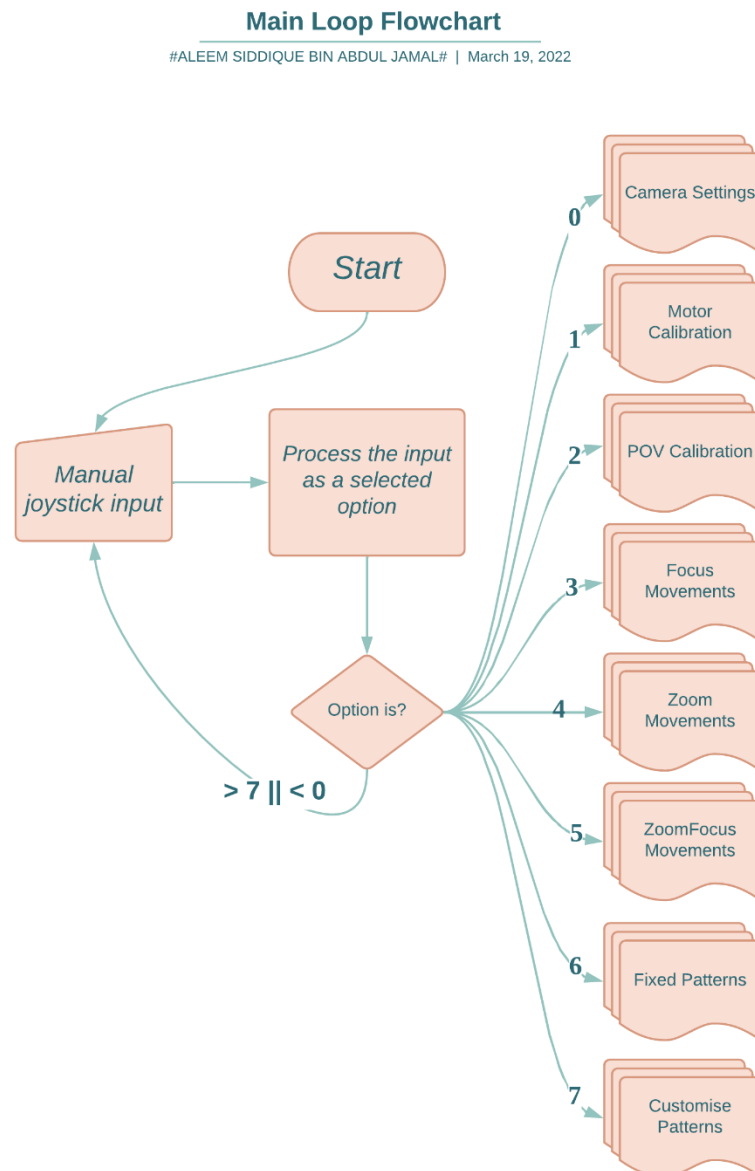 Main Loop Flowchart
#ALEEM SIDDIQUE BIN ABDUL JAMAL# | March 19, 2022
Start
Manual
joystick input
Process the input
as a selected
option
Option is?
> 7 || < 0
0
Camera Settings
1
Motor
Calibration
2
POV Calibration
3
Focus
Movements
4
Zoom
Movements
5
ZoomFocus
Movements
6
Fixed Patterns
7
Customise
Patterns